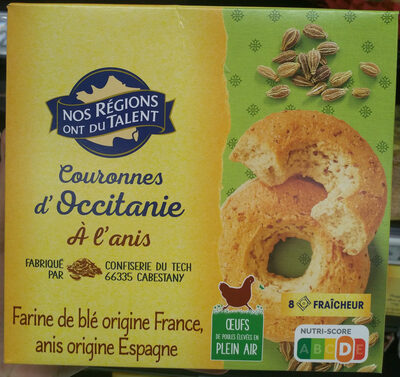 NOS RÉGIONS
ONT DU TALENT
Couronnes
d'Occitanie
À l'anis
FABRIQUÉ
PAR
CONFISERIE DU TECH
66335 CABESTANY
Farine de blé origine France,
anis origine Espagne
ŒUFS
DE POULES ÉLEVÉES EN
PLEIN AIR
8 FRAÎCHEUR
NUTRI-SCORE
A B C D E